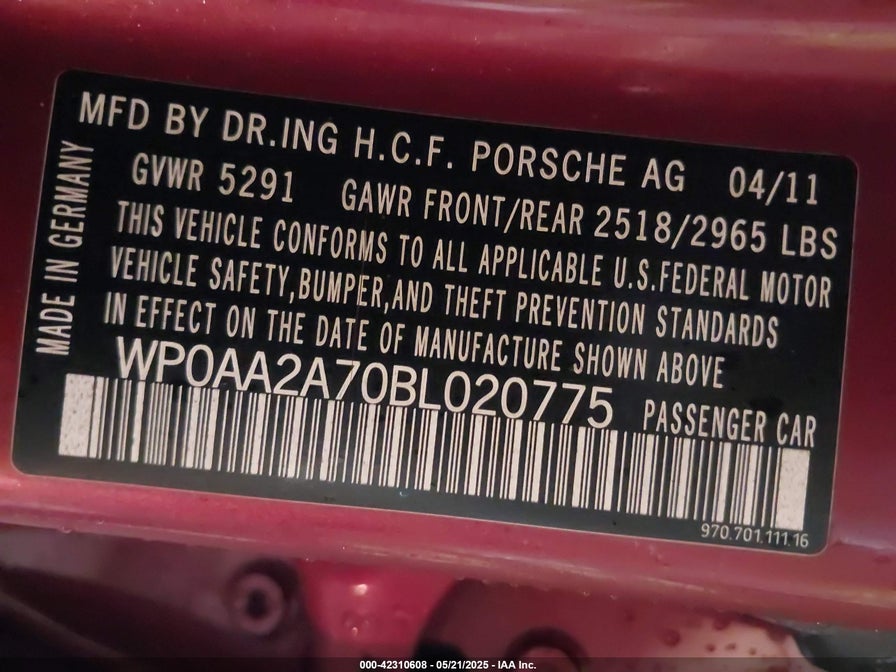 MFD BY DR.ING H.C.F. PORSCHE AG 04/11
GVWR 5291 GAWR FRONT/REAR 2518/2965 LBS
THIS VEHICLE CONFORMS TO ALL APPLICABLE U.S.FEDERAL MOTOR
VEHICLE SAFETY,BUMPER,AND THEFT PREVENTION STANDARDS
IN EFFECT ON THE DATE OF MANUFACTURE SHOWN ABOVE
WP0AA2A70BL020775 PASSENGER CAR
970.701.111.16
MADE IN GERMANY
000-42310608 - 05/21/2025 - IAA Inc.